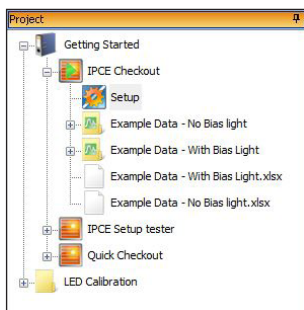 Project
Getting Started
IPCE Checkout
Setup
Example Data - No Bias light
Example Data - With Bias Light
Example Data - With Bias Light.xlsx
Example Data - No Bias light.xlsx
IPCE Setup tester
Quick Checkout
LED Calibration